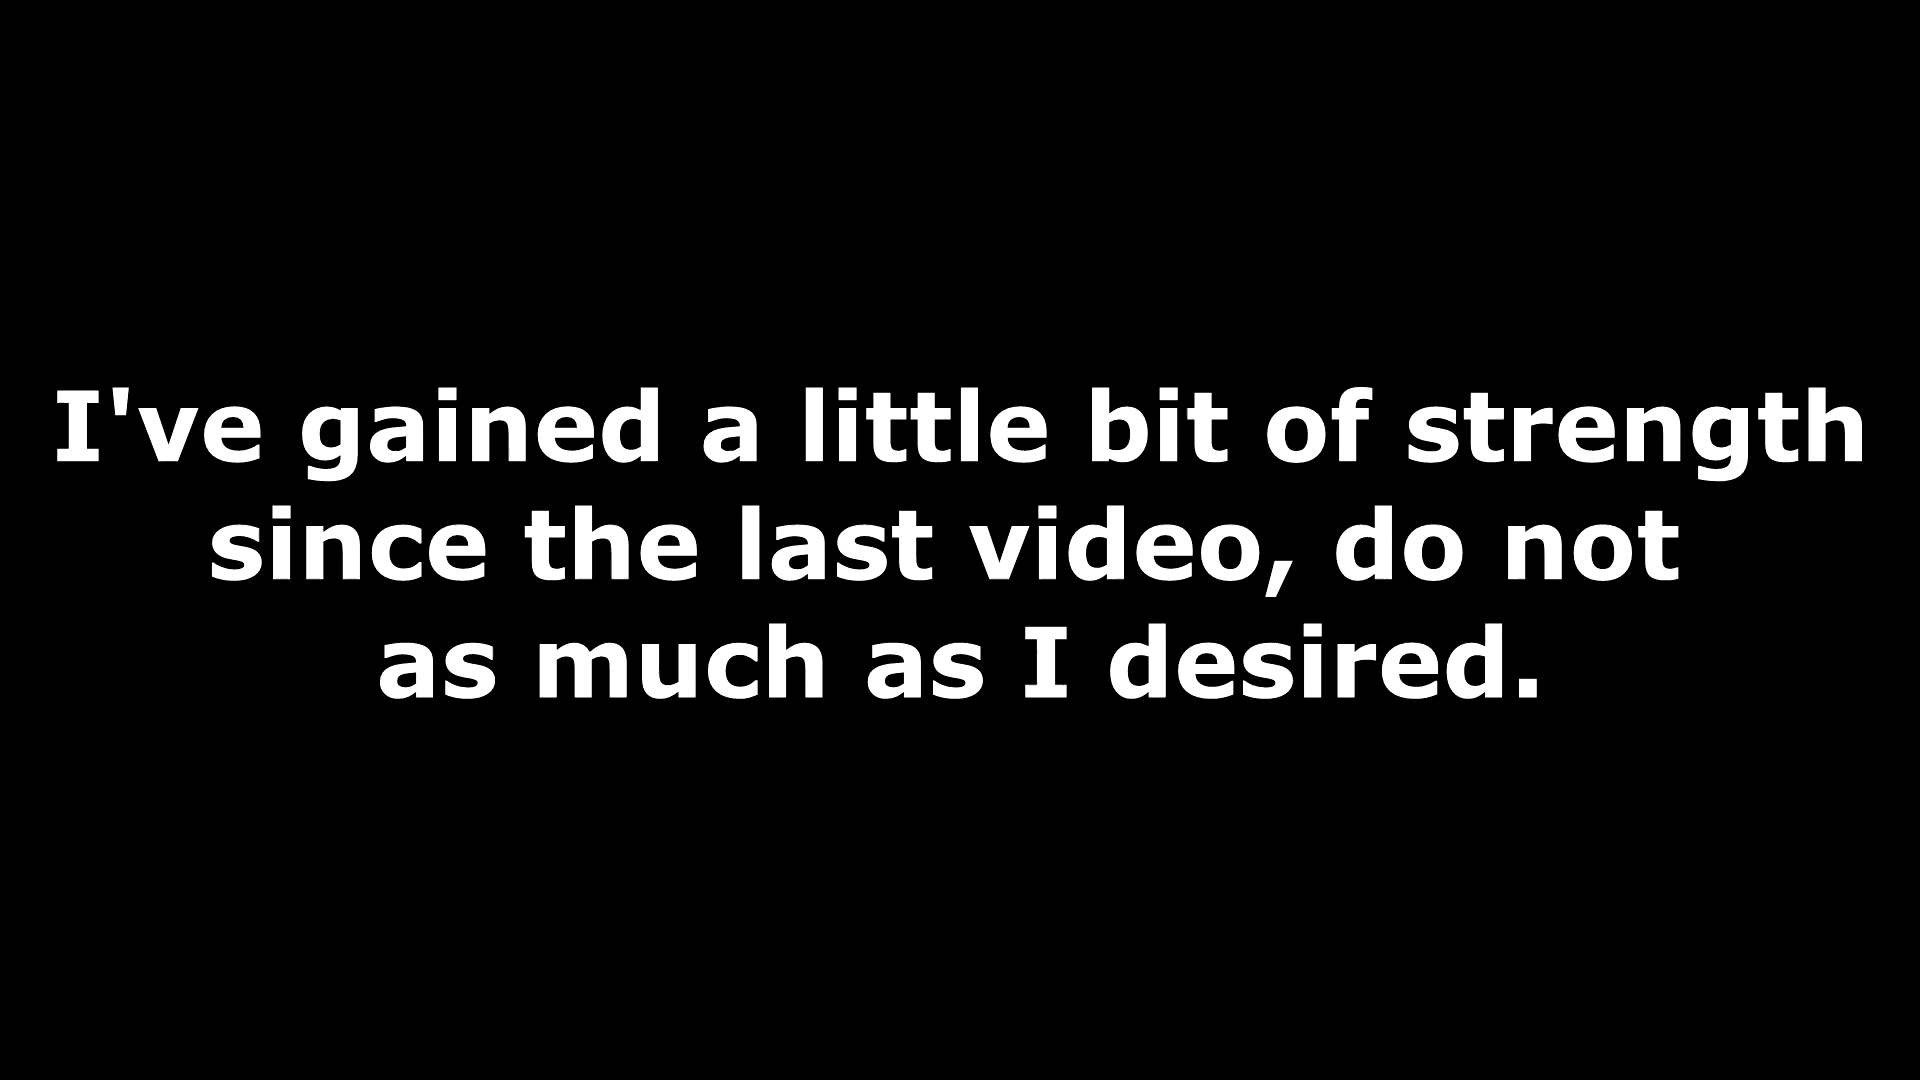 I've gained a little bit of strength
since the last video, do not
as much as I desired.